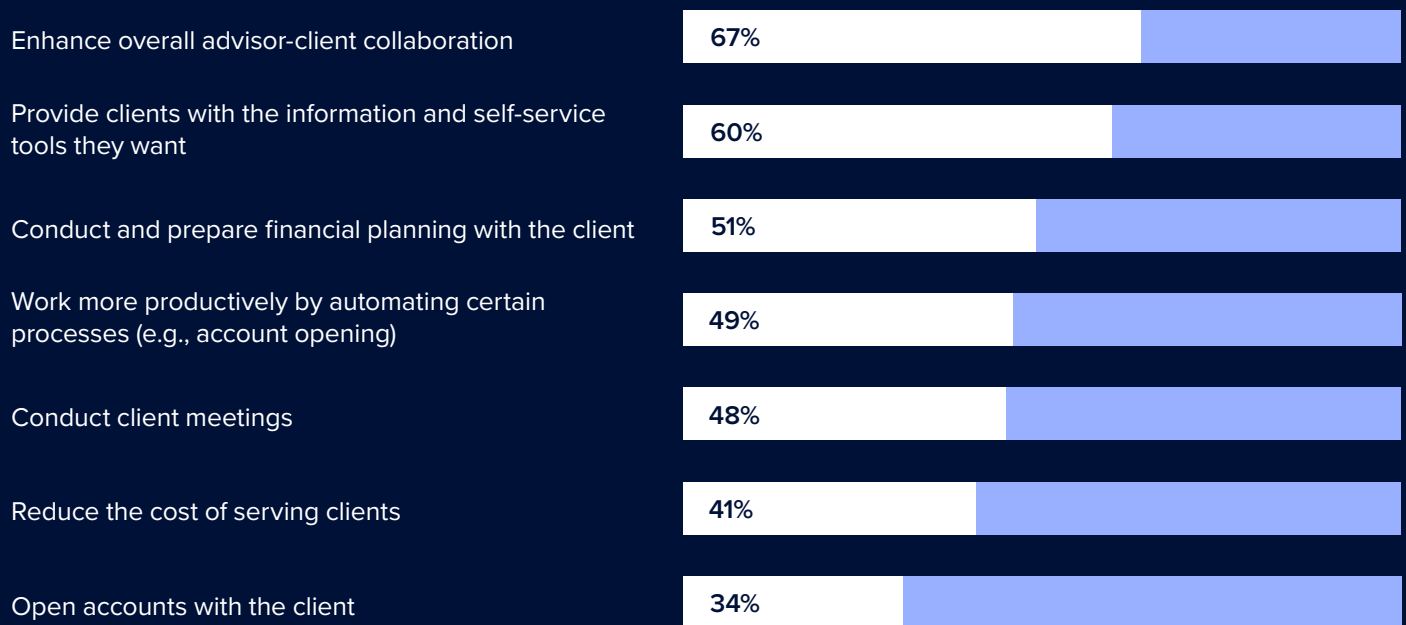 Enhance overall advisor-client collaboration
67%
Provide clients with the information and self-service
tools they want
60%
Conduct and prepare financial planning with the client
51%
Work more productively by automating certain
processes (e.g., account opening)
49%
Conduct client meetings
48%
Reduce the cost of serving clients
41%
Open accounts with the client
34%